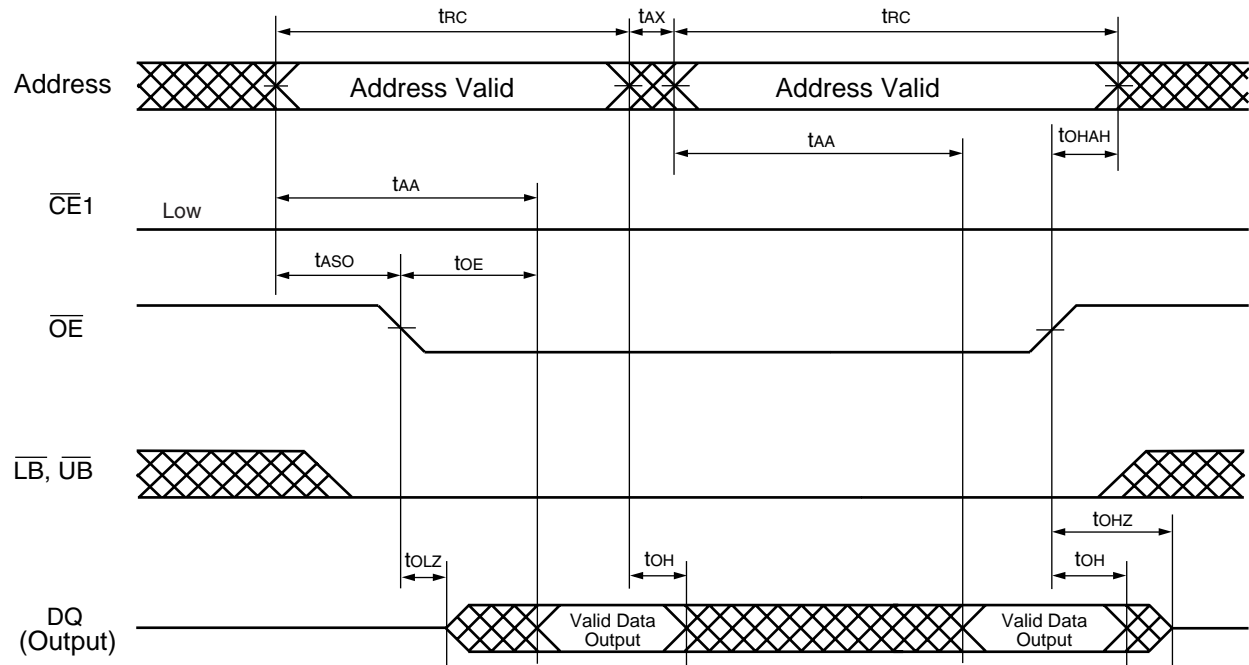 tRC tAX tRC
Address Address Valid Address Valid
tOHAH
tAA
tAA
CE1 Low
tASO tOE
OE
LB, UB
tOHZ
tOLZ tOH tOH
DQ
(Output)
Valid Data
Output
Valid Data
Output